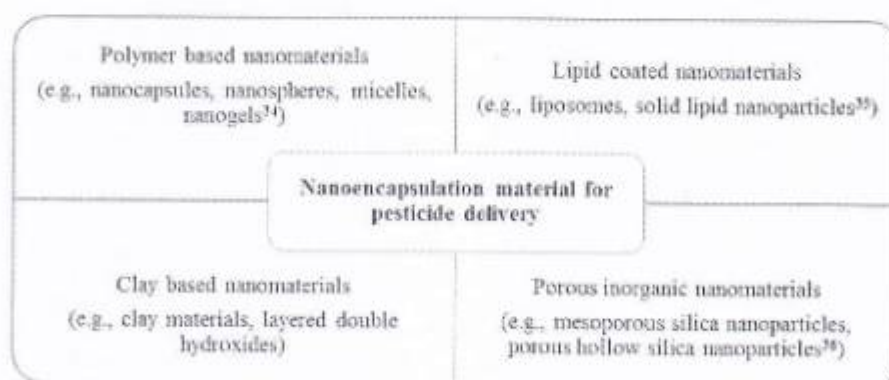 Polymer based nanomaterials
(e.g., nanocapsules, nanospheres, micelles,
nanogels³⁴)
Lipid coated nanomaterials
(e.g., liposomes, solid lipid nanoparticles³⁵)
Nanoencapsulation material for
pesticide delivery
Clay based nanomaterials
(e.g., clay materials, layered double
hydroxides)
Porous inorganic nanomaterials
(e.g., mesoporous silica nanoparticles,
porous hollow silica nanoparticles³⁶)